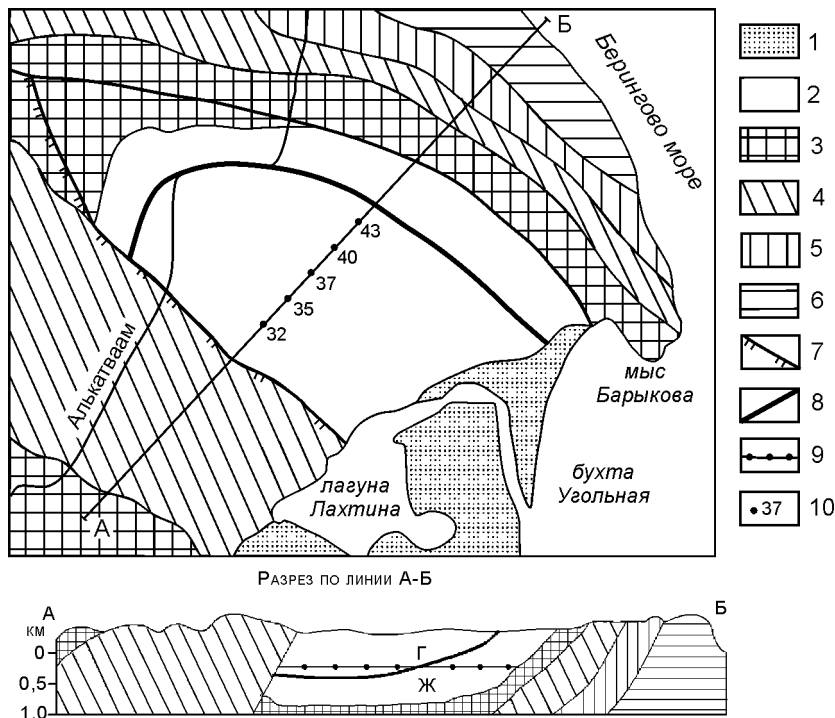 Б
Берингово море
43
40
37
35
32
Алькатваам
мыс
Барыкова
лагуна
Лахтина
бухта
Угольная
А
1
2
3
4
5
6
7
8
9
37
10
Разрез по линии А-Б
А
Б
км
0
0,5
1,0
Г
Ж